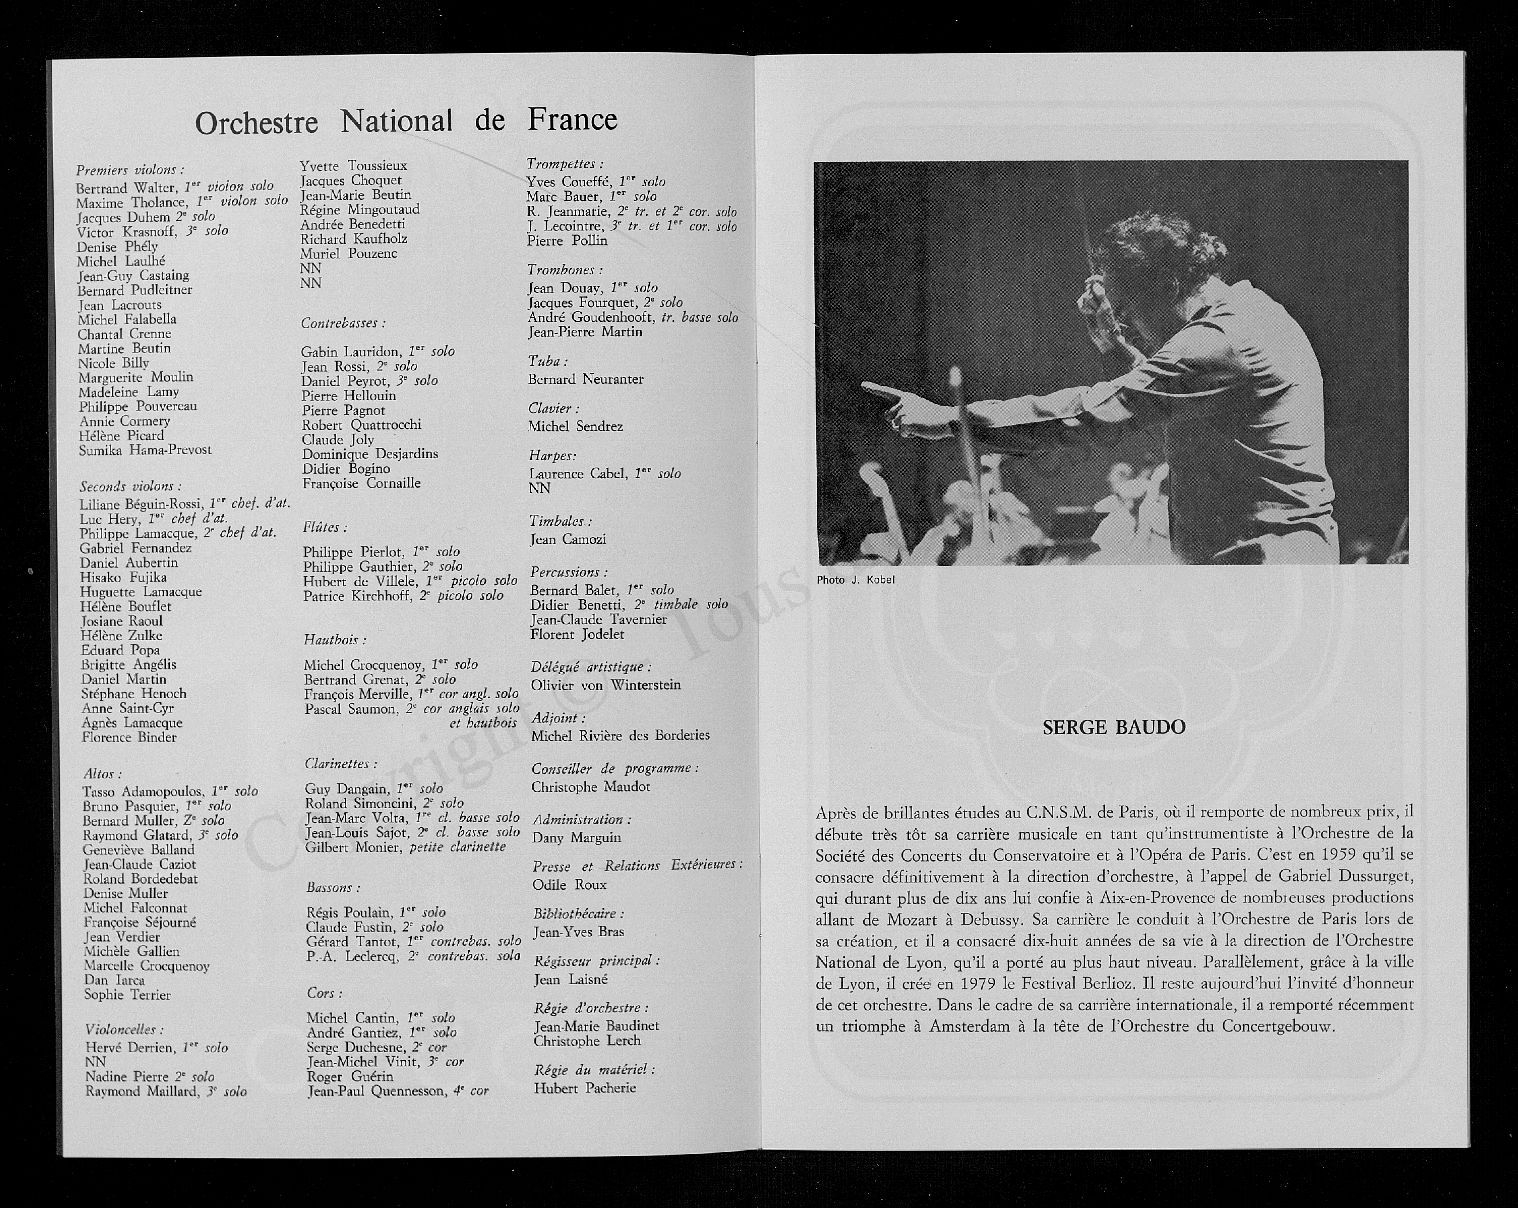 Orchestre National de France
Premiers violons :
Bertrand Walter, 1er violon solo
Maxime Tholance, 1er violon solo
Jacques Duhem 2e solo
Victor Krasnoff, 3e solo
Denise Phély
Michel Laulhé
Jean-Guy Castaing
Bernard Pudleitner
Jean Lacrouts
Michel Falabella
Chantal Crenne
Martine Beutin
Nicole Billy
Marguerite Moulin
Madeleine Lamy
Philippe Pouvereau
Annie Cormery
Hélène Picard
Sumika Hama-Prevost
Seconds violons :
Liliane Béguin-Rossi, 1er chef. d'at.
Luc Hery, 1er chef d'at.
Philippe Lamacque, 2e chef d'at.
Gabriel Fernandez
Daniel Aubertin
Hisako Fujika
Huguette Lamacque
Hélène Bouflet
Josiane Raoul
Hélène Zulke
Eduard Popa
Brigitte Angélis
Daniel Martin
Stéphane Henoch
Anne Saint-Cyr
Agnès Lamacque
Florence Binder
Altos :
Tasso Adamopoulos, 1er solo
Bruno Pasquier, 1er solo
Bernard Muller, 2e solo
Raymond Glatard, 3e solo
Geneviève Balland
Jean-Claude Caziot
Roland Bordedebat
Denise Muller
Michel Falconnat
Françoise Séjourné
Jean Verdier
Michèle Gallien
Marcelle Crocquenoy
Dan Iarca
Sophie Terrier
Violoncelles :
Hervé Derrien, 1er solo
NN
Nadine Pierre 2e solo
Raymond Maillard, 3e solo
Yvette Toussieux
Jacques Choquet
Jean-Marie Beutin
Régine Mingoutaud
Andrée Benedetti
Richard Kaufholz
Muriel Pouzenc
NN
NN
Contrebasses :
Gabin Lauridon, 1er solo
Jean Rossi, 2e solo
Daniel Peyrot, 3e solo
Pierre Hellouin
Pierre Pagnot
Robert Quattrocchi
Claude Joly
Dominique Desjardins
Didier Bogino
Françoise Cornaille
Flûtes :
Philippe Pierlot, 1er solo
Philippe Gauthier, 2e solo
Hubert de Villele, 1er picolo solo
Patrice Kirchhoff, 2e picolo solo
Hautbois :
Michel Crocquenoy, 1er solo
Bertrand Grenat, 2e solo
François Merville, 1er cor angl. solo
Pascal Saumon, 2e cor anglais solo
et hautbois
Clarinettes :
Guy Dangain, 1er solo
Roland Simoncini, 2e solo
Jean-Marc Volta, 1re cl. basse solo
Jean-Louis Sajot, 2e cl. basse solo
Gilbert Monier, petite clarinette
Bassons :
Régis Poulain, 1er solo
Claude Fustin, 2e solo
Gérard Tantot, 1er contrebas. solo
P.-A. Leclercq, 2e contrebas. solo
Cors :
Michel Cantin, 1er solo
André Gantiez, 1er solo
Serge Duchesne, 2e cor
Jean-Michel Vinit, 3e cor
Roger Guérin
Jean-Paul Quennesson, 4e cor
Trompettes :
Yves Coueffé, 1er solo
Marc Bauer, 1er solo
R. Jeanmarie, 2e tr. et 2e cor. solo
J. Lecointre, 3e tr. et 1er cor. solo
Pierre Pollin
Trombones :
Jean Douay, 1er solo
Jacques Fourquet, 2e solo
André Goudenhooft, tr. basse solo
Jean-Pierre Martin
Tuba :
Bernard Neuranter
Clavier :
Michel Sendrez
Harpes:
Laurence Cabel, 1er solo
NN
Timbales :
Jean Camozi
Percussions :
Bernard Balet, 1er solo
Didier Benetti, 2e timbale solo
Jean-Claude Tavernier
Florent Jodelet
Délégué artistique :
Olivier von Winterstein
Adjoint :
Michel Rivière des Borderies
Conseiller de programme :
Christophe Maudot
Administration :
Dany Marguin
Presse et Relations Extérieures :
Odile Roux
Bibliothécaire :
Jean-Yves Bras
Régisseur principal :
Jean Laisné
Régie d'orchestre :
Jean-Marie Baudinet
Christophe Lerch
Régie du matériel :
Hubert Pacherie
Copyright © Tous
Photo J. Kobel
SERGE BAUDO
Après de brillantes études au C.N.S.M. de Paris, où il remporte de nombreux prix, il
débute très tôt sa carrière musicale en tant qu'instrumentiste à l'Orchestre de la
Société des Concerts du Conservatoire et à l'Opéra de Paris. C'est en 1959 qu'il se
consacre définitivement à la direction d'orchestre, à l'appel de Gabriel Dussurget,
qui durant plus de dix ans lui confie à Aix-en-Provence de nombreuses productions
allant de Mozart à Debussy. Sa carrière le conduit à l'Orchestre de Paris lors de
sa création, et il a consacré dix-huit années de sa vie à la direction de l'Orchestre
National de Lyon, qu'il a porté au plus haut niveau. Parallèlement, grâce à la ville
de Lyon, il crée en 1979 le Festival Berlioz. Il reste aujourd'hui l'invité d'honneur
de cet orchestre. Dans le cadre de sa carrière internationale, il a remporté récemment
un triomphe à Amsterdam à la tête de l'Orchestre du Concertgebouw.